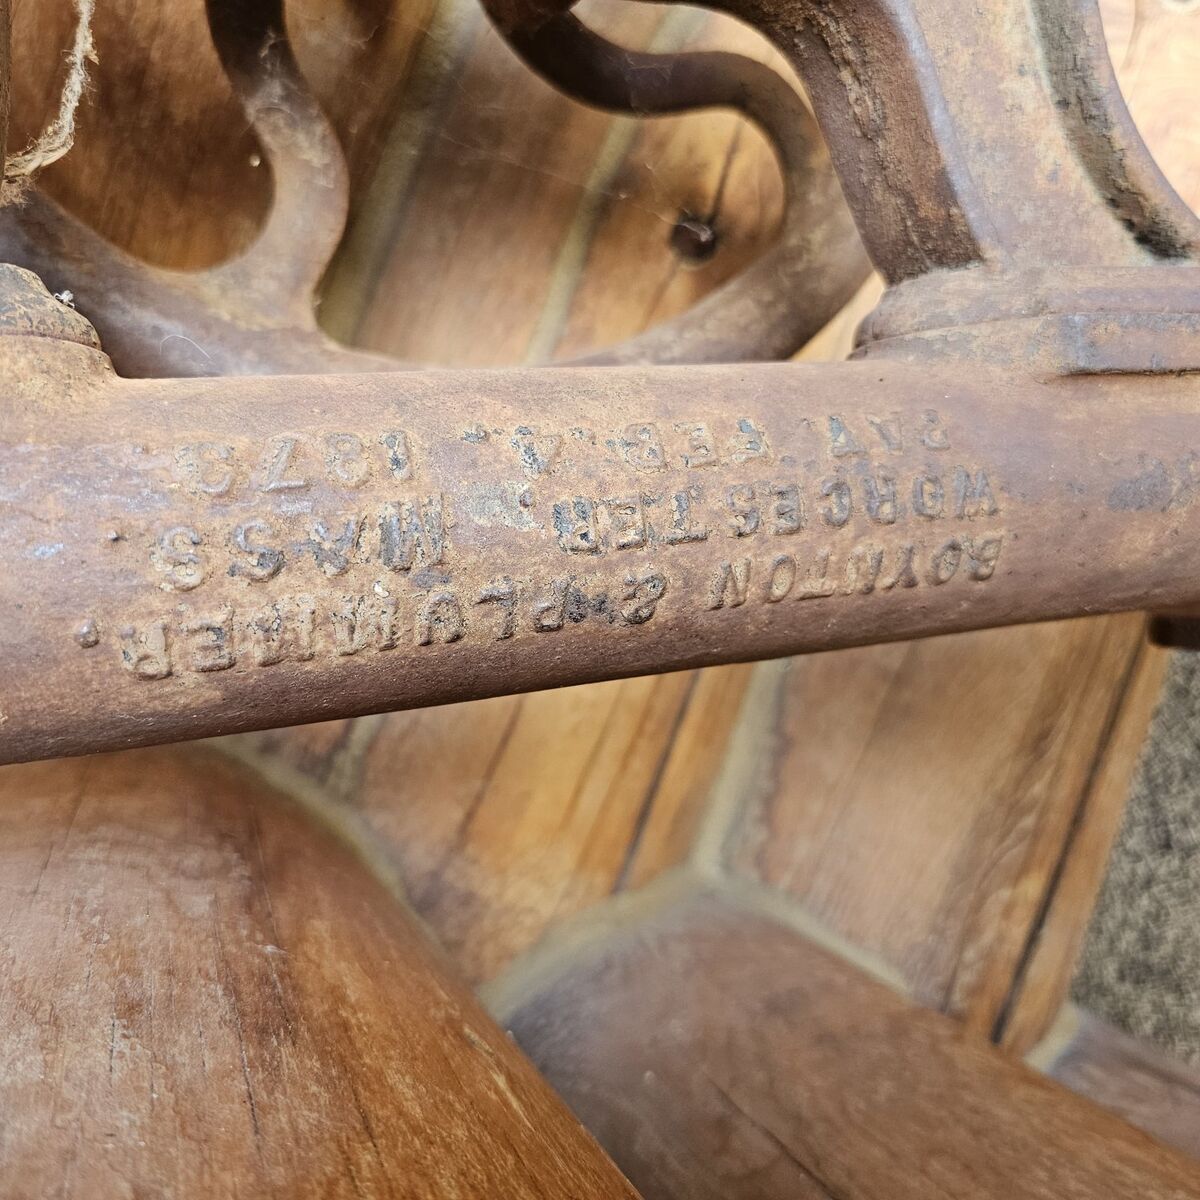 BOYNTON & PLUMMER.
WORCESTER, MASS.
PAT. FEB. 4. 1873